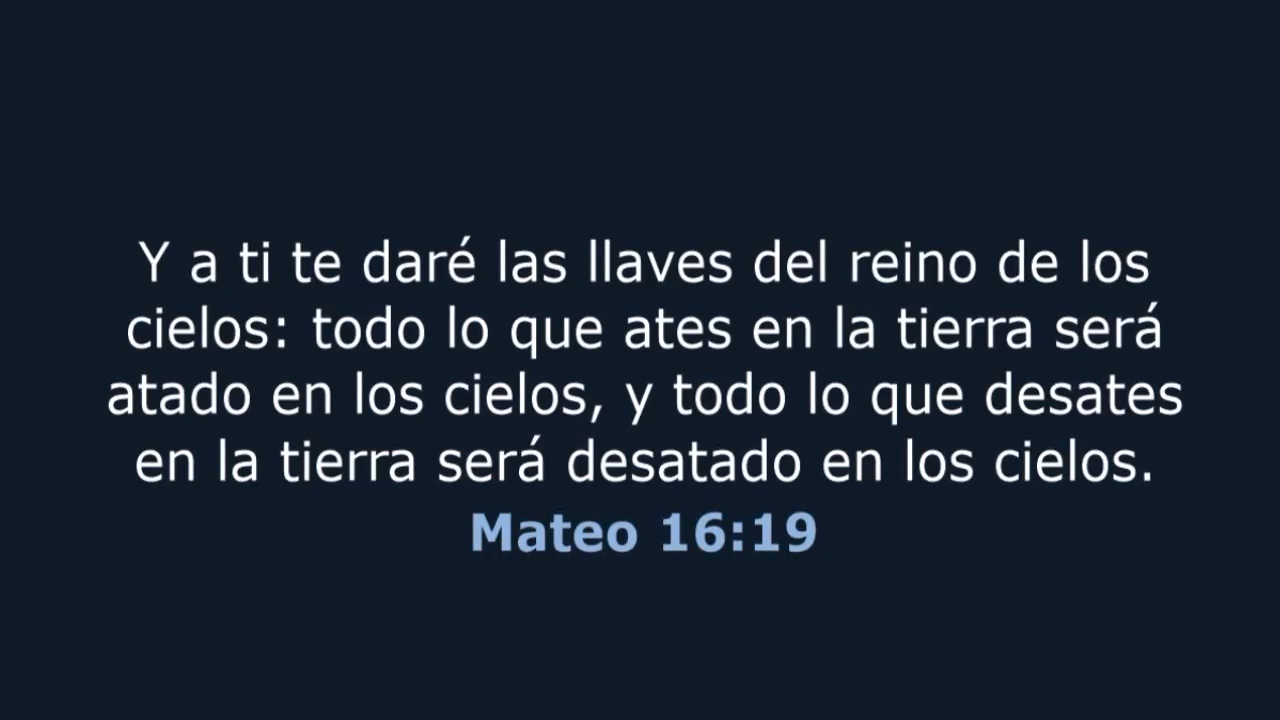 Y a ti te daré las llaves del reino de los
cielos: todo lo que ates en la tierra será
atado en los cielos, y todo lo que desates
en la tierra será desatado en los cielos.
Mateo 16:19